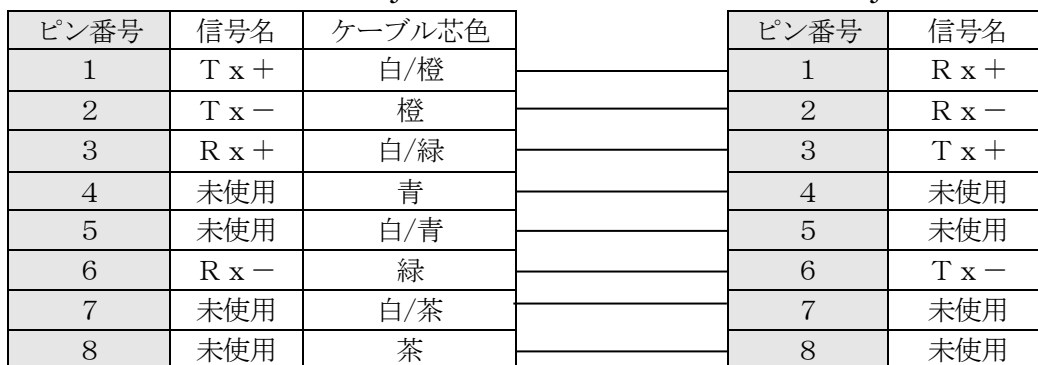 ピン番号 信号名 ケーブル芯色 ピン番号 信号名
1 Tx+ 白/橙 1 Rx+
2 Tx- 橙 2 Rx-
3 Rx+ 白/緑 3 Tx+
4 未使用 青 4 未使用
5 未使用 白/青 5 未使用
6 Rx- 緑 6 Tx-
7 未使用 白/茶 7 未使用
8 未使用 茶 8 未使用